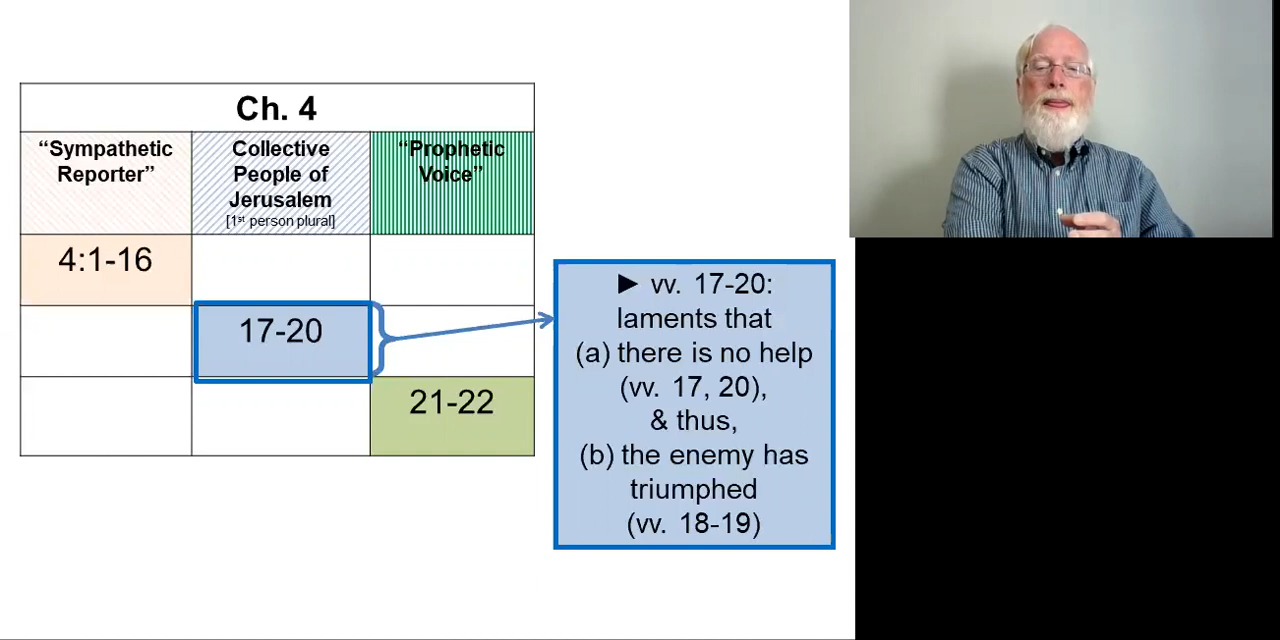 Ch. 4
“Sympathetic
Reporter”
Collective
People of
Jerusalem
[1st person plural]
“Prophetic
Voice”
4:1-16
17-20
21-22
► vv. 17-20:
laments that
(a) there is no help
(vv. 17, 20),
& thus,
(b) the enemy has
triumphed
(vv. 18-19)